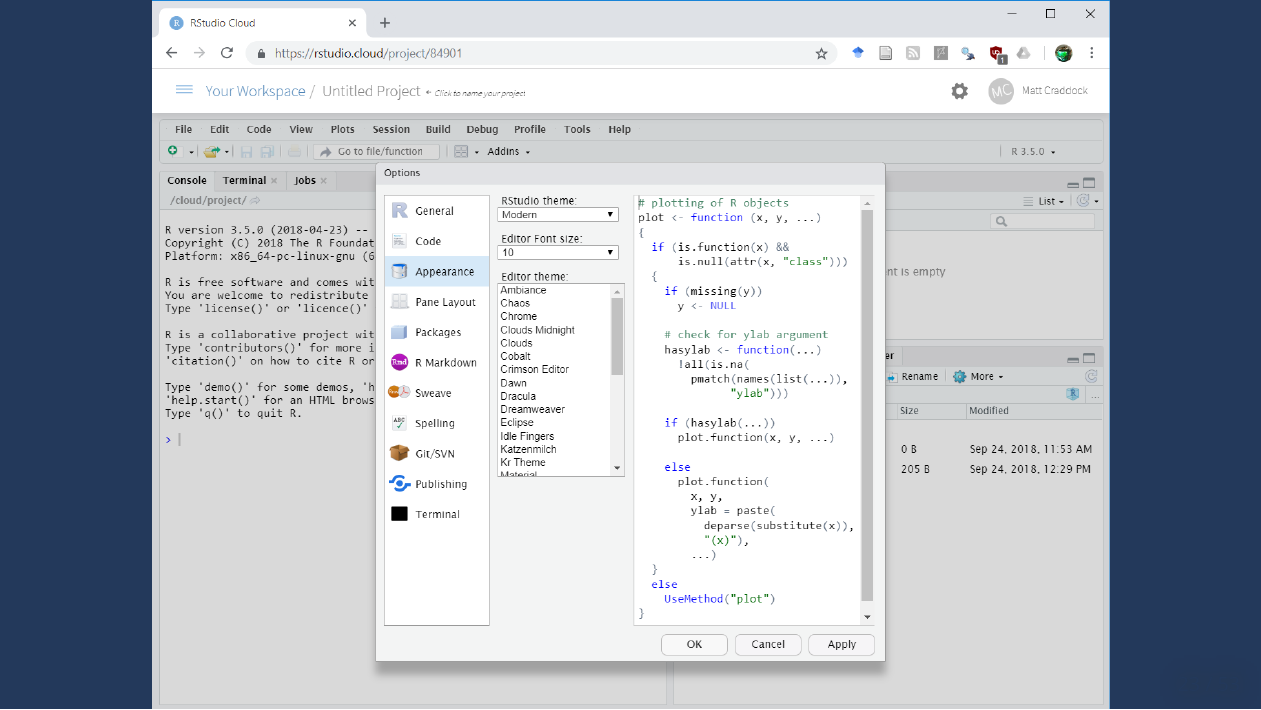 RStudio Cloud
https://rstudio.cloud/project/84901
1
Your Workspace / Untitled Project ← Click to name your project
MC Matt Craddock
File Edit Code View Plots Session Build Debug Profile Tools Help
Go to file/function Addins R 3.5.0
Console Terminal Jobs
/cloud/project/
R version 3.5.0 (2018-04-23) --
Copyright (C) 2018 The R Foundat
Platform: x86_64-pc-linux-gnu (6
R is free software and comes wit
You are welcome to redistribute
Type 'license()' or 'licence()'
R is a collaborative project wit
Type 'contributors()' for more i
'citation()' on how to cite R or
Type 'demo()' for some demos, 'h
'help.start()' for an HTML brows
Type 'q()' to quit R.
>
Options
General
Code
Appearance
Pane Layout
Packages
Rmd R Markdown
Sweave
ABC Spelling
Git/SVN
Publishing
Terminal
RStudio theme:
Modern
Editor Font size:
10
Editor theme:
Ambiance
Chaos
Chrome
Clouds Midnight
Clouds
Cobalt
Crimson Editor
Dawn
Dracula
Dreamweaver
Eclipse
Idle Fingers
Katzenmilch
Kr Theme
Material
# plotting of R objects
plot <- function (x, y, ...)
{
if (is.function(x) &&
is.null(attr(x, "class")))
{
if (missing(y))
y <- NULL
# check for ylab argument
hasylab <- function(...)
!all(is.na(
pmatch(names(list(...)),
"ylab")))
if (hasylab(...))
plot.function(x, y, ...)
else
plot.function(
x, y,
ylab = paste(
deparse(substitute(x)),
"(x)"),
...)
}
else
UseMethod("plot")
}
OK Cancel Apply
List
nt is empty
er
Rename More
...
Size Modified
0 B Sep 24, 2018, 11:53 AM
205 B Sep 24, 2018, 12:29 PM